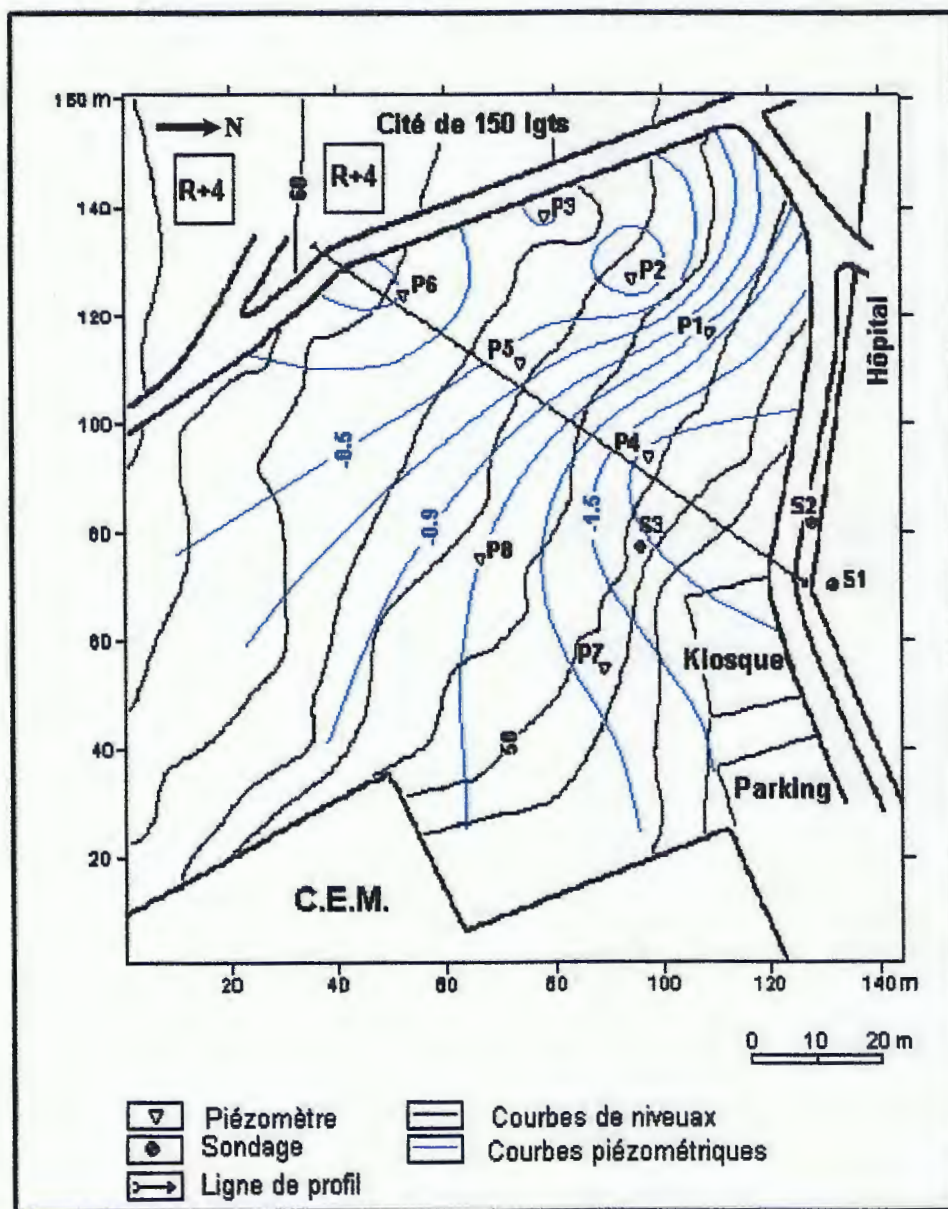 150 m
N
Cité de 150 lgts
R+4
R+4
60
140
P3
P2
P6
120
P1
P5
Hôpital
100
-0.5
P4
S2
-1.5
-0.9
S3
80
P8
S1
60
P7
Kiosque
50
40
Parking
20
C.E.M.
20 40 60 80 100 120 140 m
0 10 20 m
Piézomètre
Courbes de niveuax
Sondage
Courbes piézométriques
Ligne de profil